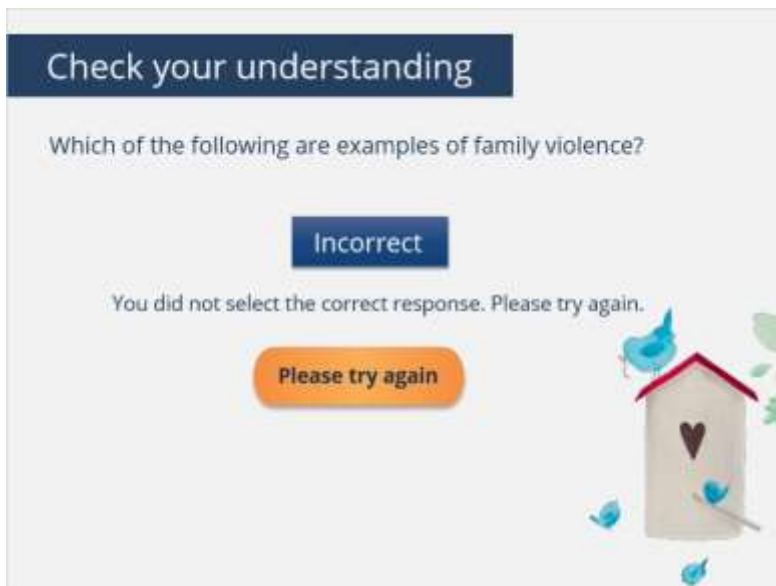 Check your understanding
Which of the following are examples of family violence?
Incorrect
You did not select the correct response. Please try again.
Please try again